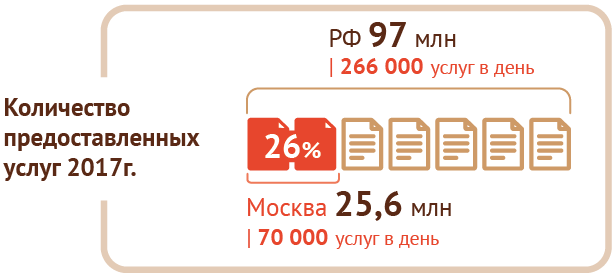 РФ 97 млн
| 266 000 услуг в день
Количество
предоставленных
услуг 2017г.
26%
Москва 25,6 млн
| 70 000 услуг в день